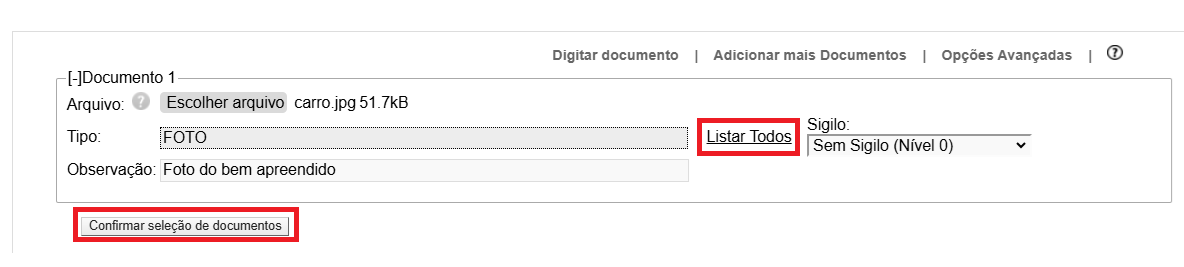 Digitar documento | Adicionar mais Documentos | Opções Avançadas | ?
[-]Documento 1
Arquivo: ? Escolher arquivo carro.jpg 51.7kB
Tipo: FOTO Listar Todos Sigilo: Sem Sigilo (Nível 0)
Observação: Foto do bem apreendido
Confirmar seleção de documentos